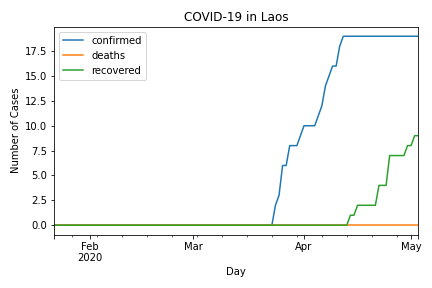 COVID-19 in Laos
confirmed
deaths
recovered
17.5
15.0
12.5
10.0
7.5
5.0
2.5
0.0
Number of Cases
Feb Mar Apr May
2020
Day